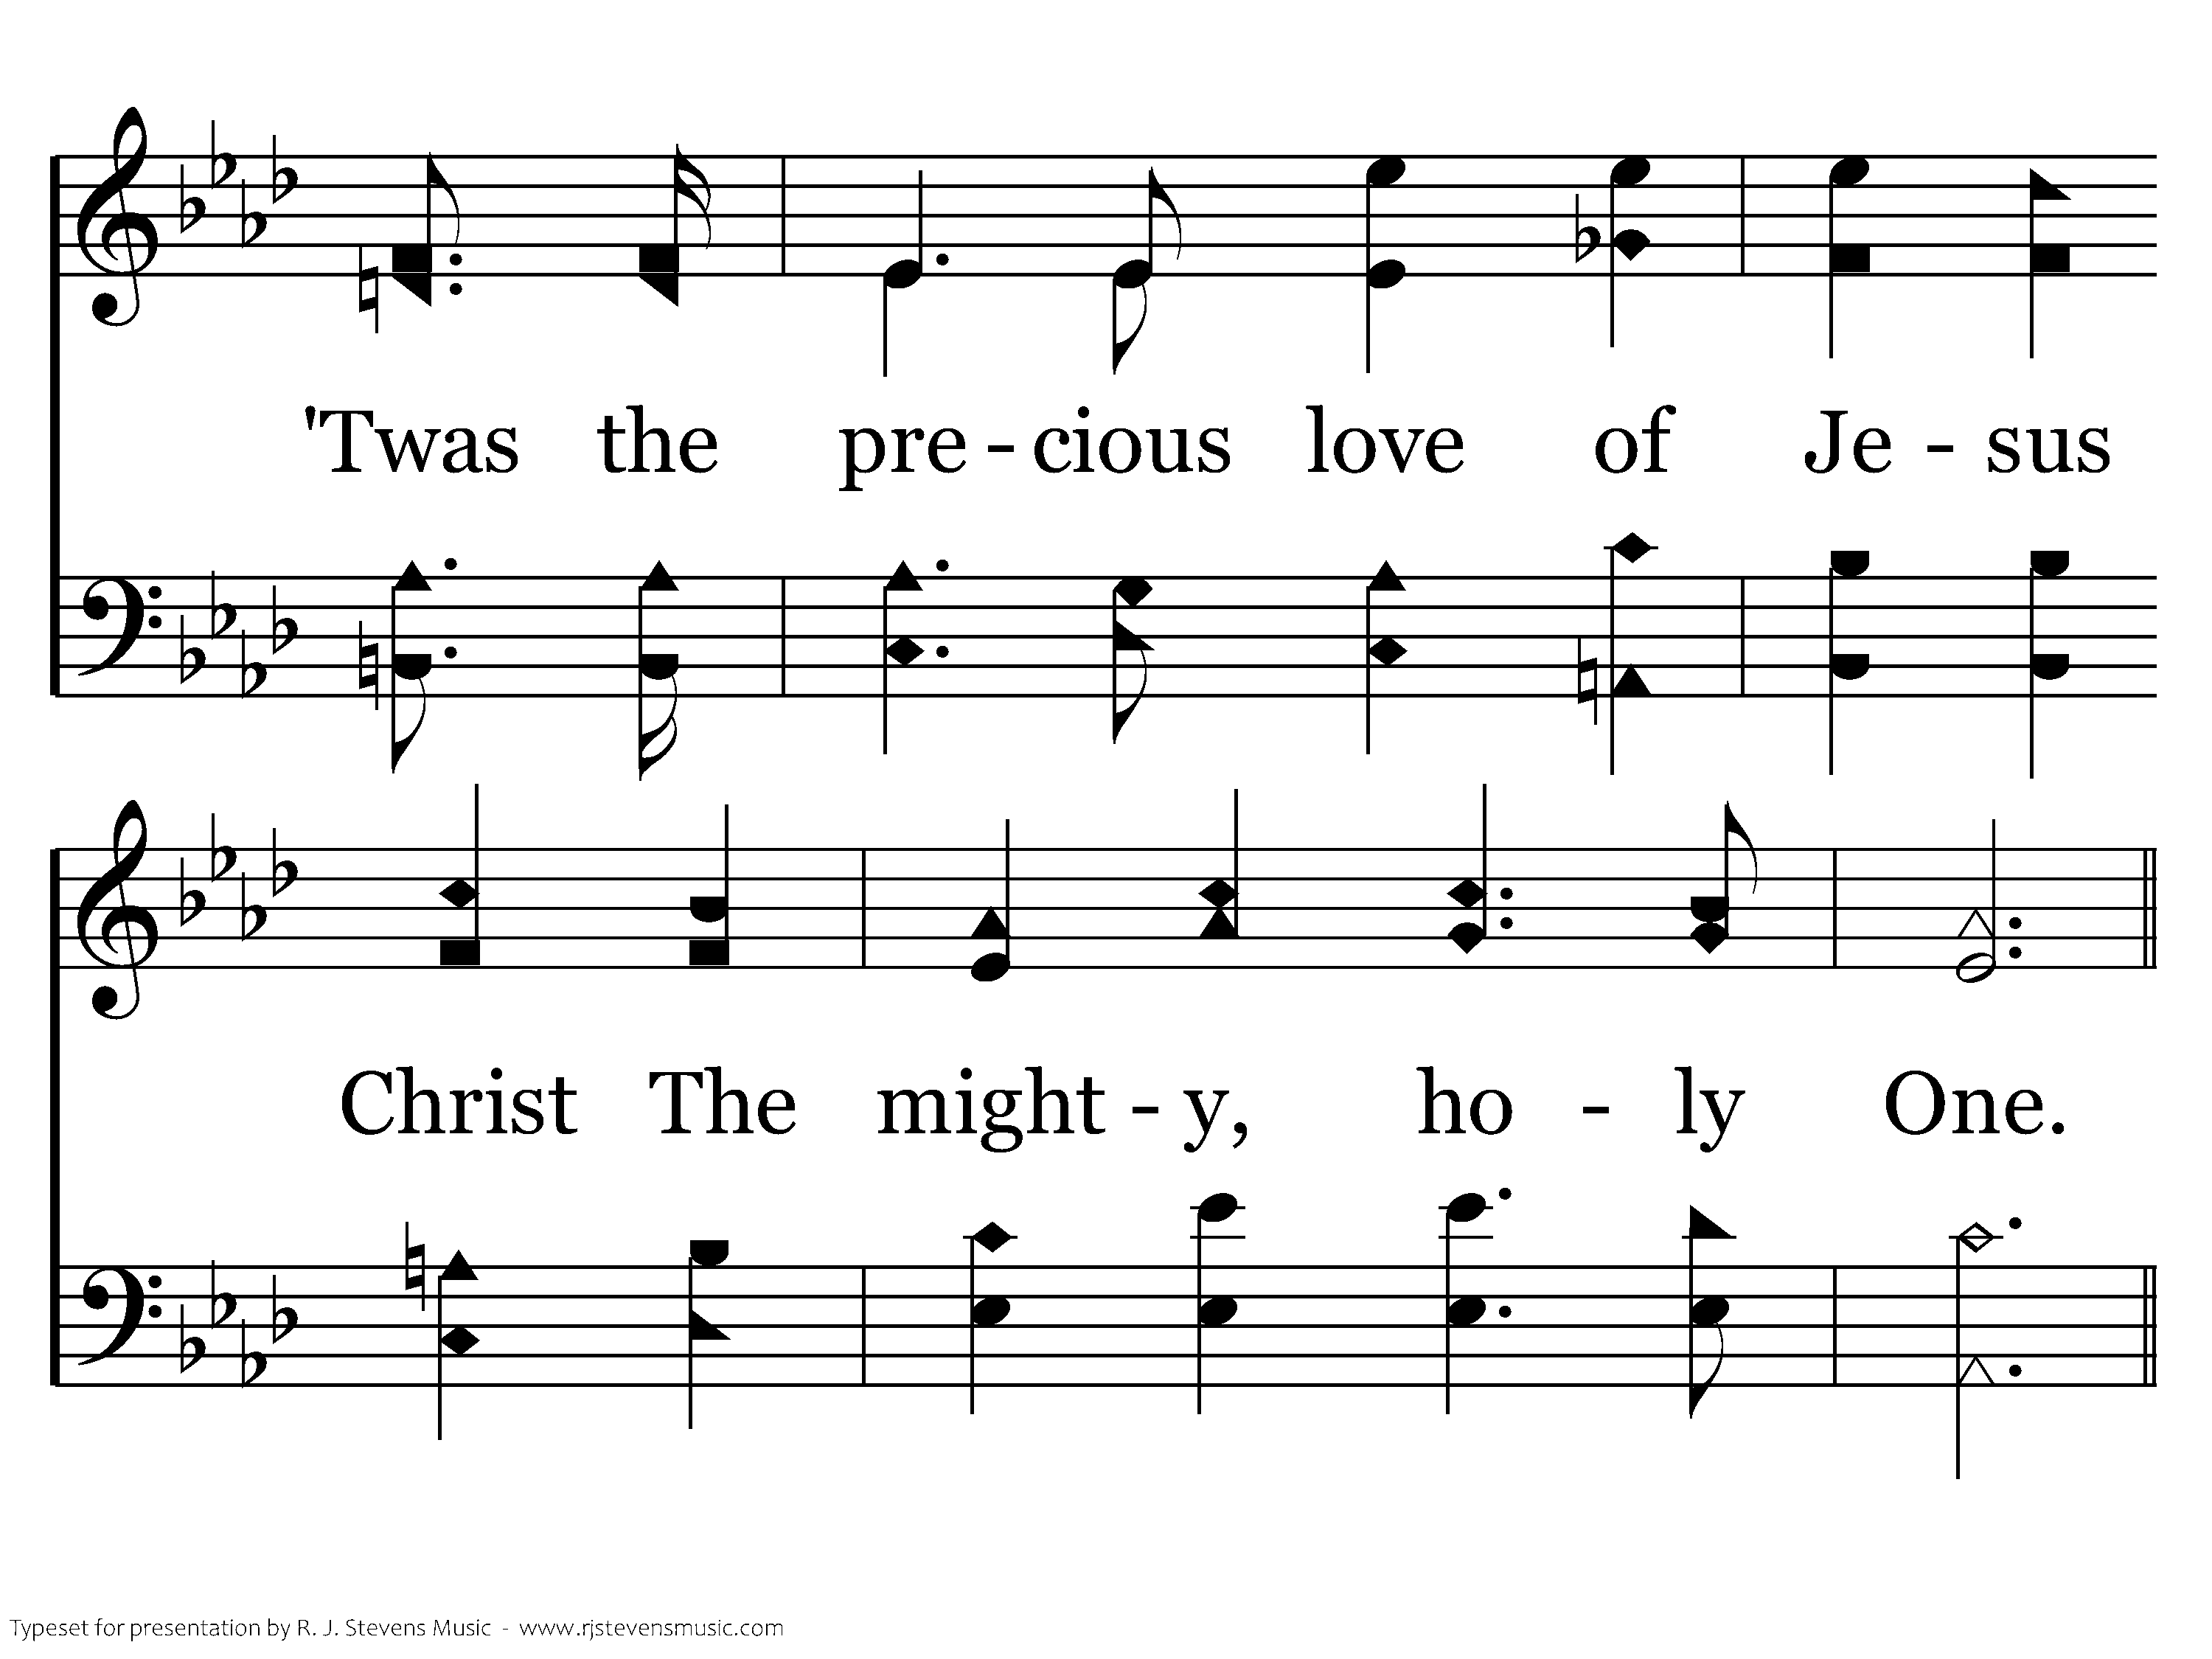 'Twas the pre - cious love of Je - sus
Christ The might - y, ho - ly One.
Typeset for presentation by R. J. Stevens Music - www.rjstevensmusic.com